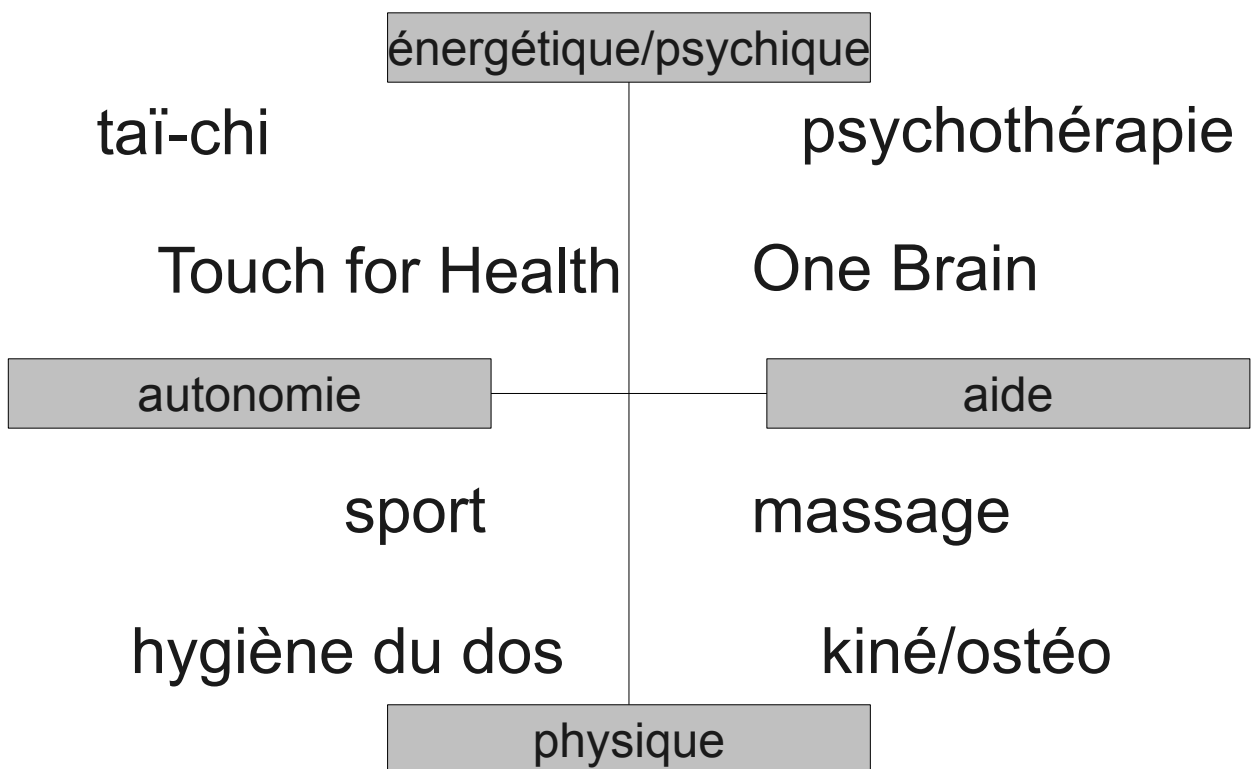 énergétique/psychique
taï-chi
psychothérapie
Touch for Health
One Brain
autonomie
aide
sport
massage
hygiène du dos
kiné/ostéo
physique